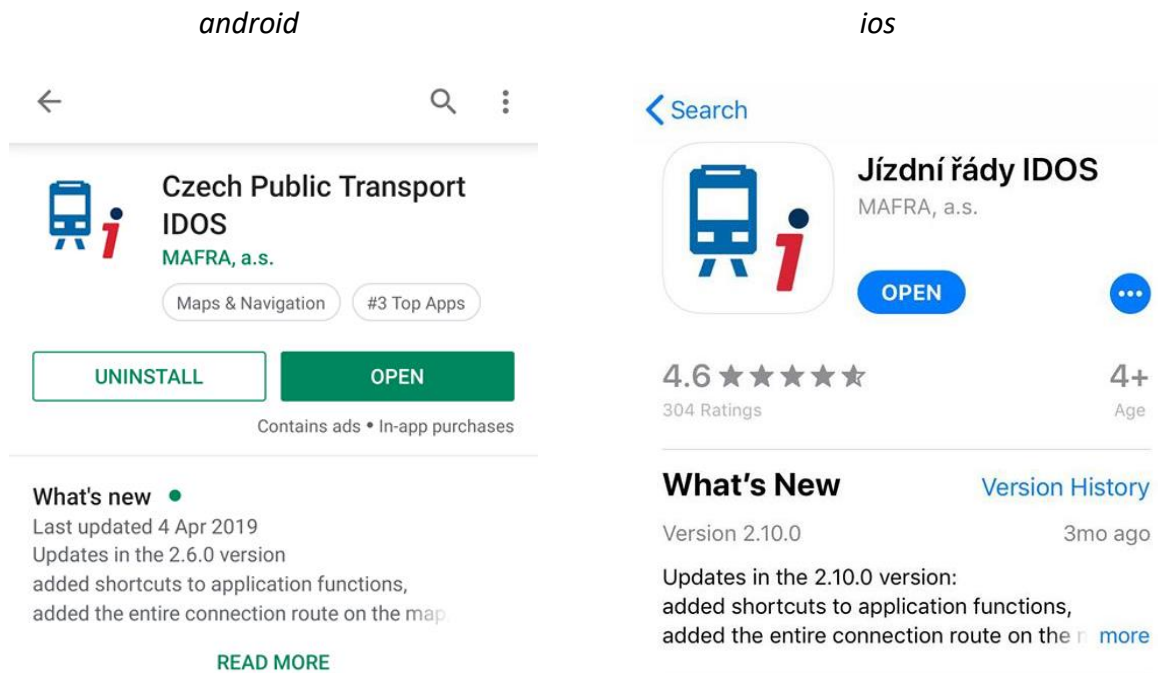 android
Czech Public Transport
IDOS
MAFRA, a.s.
Maps & Navigation
#3 Top Apps
UNINSTALL
OPEN
Contains ads • In-app purchases
What's new
Last updated 4 Apr 2019
Updates in the 2.6.0 version
added shortcuts to application functions,
added the entire connection route on the map
READ MORE
ios
Search
Jízdní řády IDOS
MAFRA, a.s.
OPEN
4.6
4+
304 Ratings
Age
What's New
Version History
Version 2.10.0
3mo ago
Updates in the 2.10.0 version:
added shortcuts to application functions,
added the entire connection route on the
more